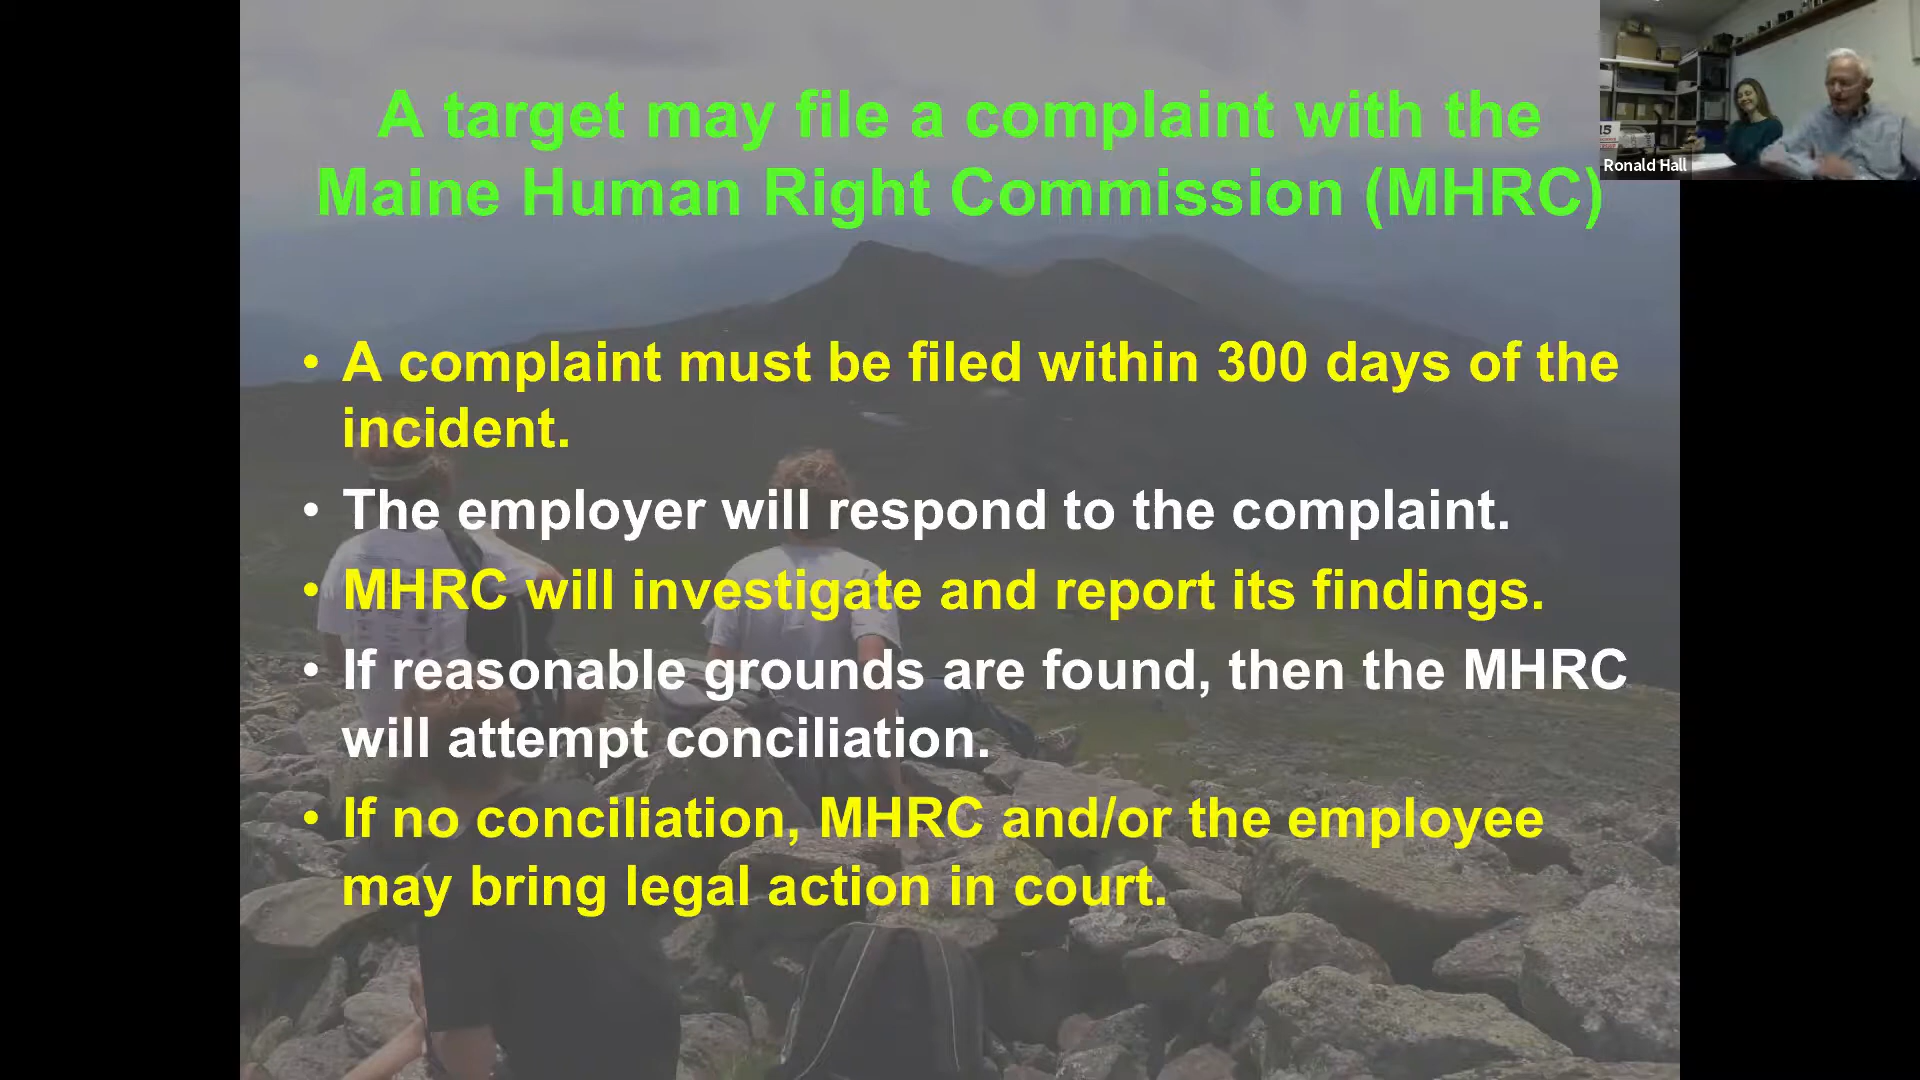 A target may file a complaint with the
Maine Human Right Commission (MHRC)
• A complaint must be filed within 300 days of the
incident.
• The employer will respond to the complaint.
• MHRC will investigate and report its findings.
• If reasonable grounds are found, then the MHRC
will attempt conciliation.
• If no conciliation, MHRC and/or the employee
may bring legal action in court.
15
Ronald Hall